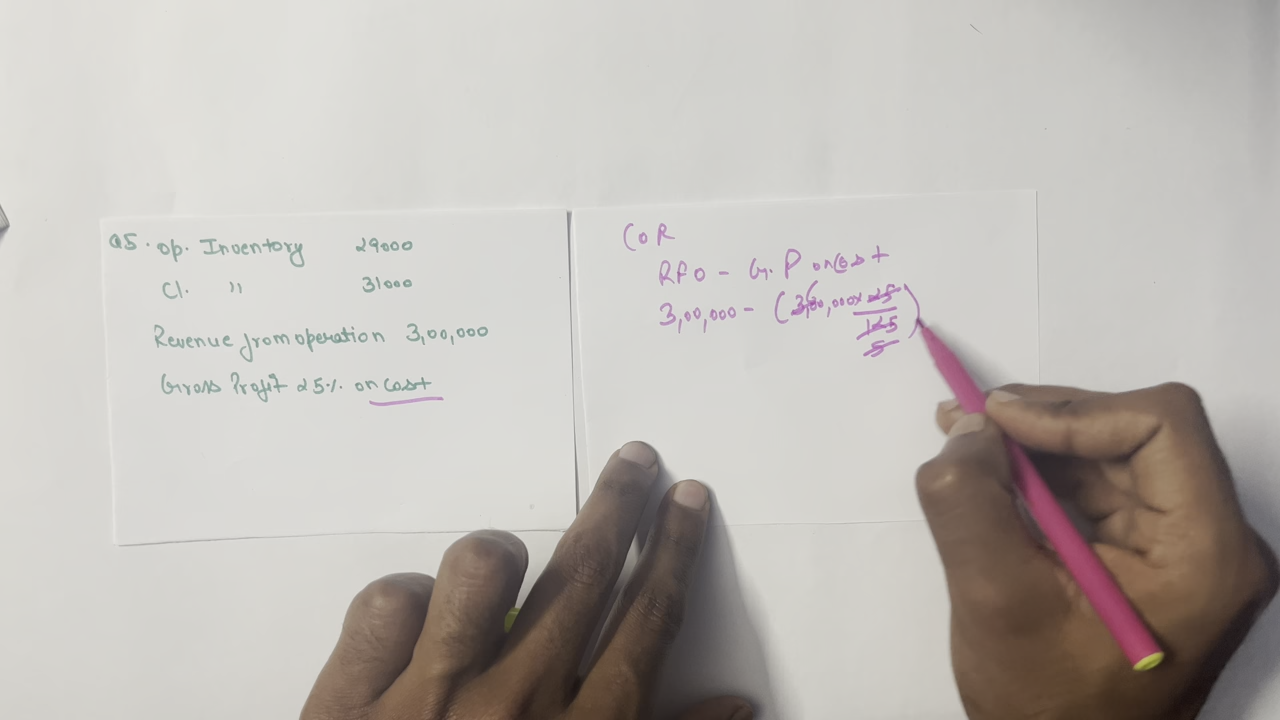 Q5. Op. Inventory 29000
Cl. " 31000
Revenue from operation 3,00,000
Gross Profit 25% on cost
COR
RFO - G.P on cost
3,00,000 - (3,00,000 x 25)
125
5